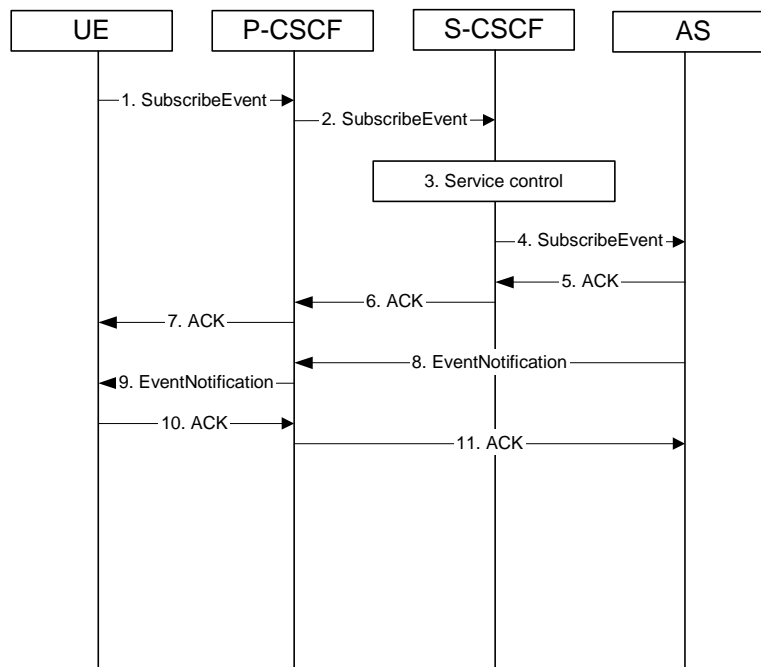 UE
P-CSCF
S-CSCF
AS
1. SubscribeEvent
2. SubscribeEvent
3. Service control
4. SubscribeEvent
5. ACK
6. ACK
7. ACK
8. EventNotification
9. EventNotification
10. ACK
11. ACK